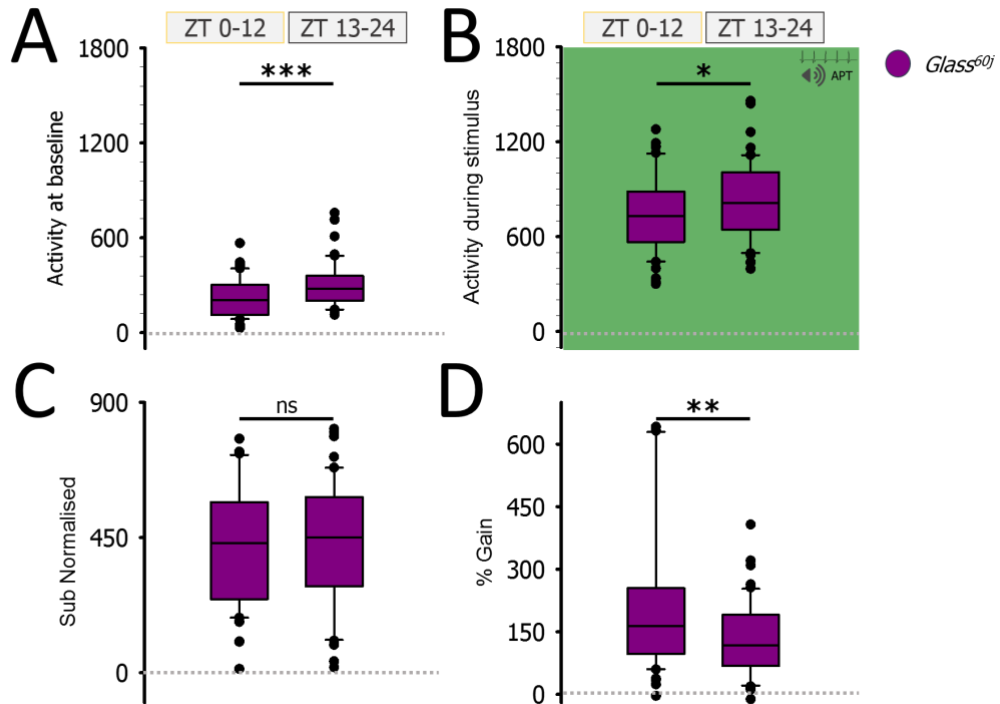 A
ZT 0-12
ZT 13-24
Activity at baseline
1800
1200
600
0
***
B
ZT 0-12
ZT 13-24
Activity during stimulus
1800
1200
600
0
*
APT
Glass60j
C
Sub Normalised
900
450
0
ns
D
% Gain
600
450
300
150
0
**